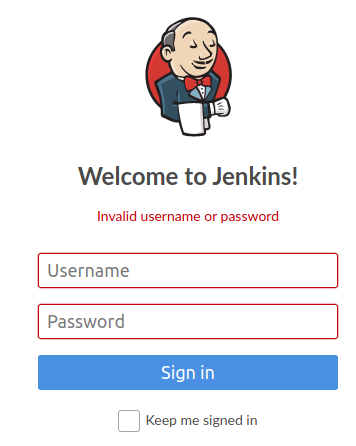 Welcome to Jenkins!
Invalid username or password
Username
Password
Sign in
Keep me signed in